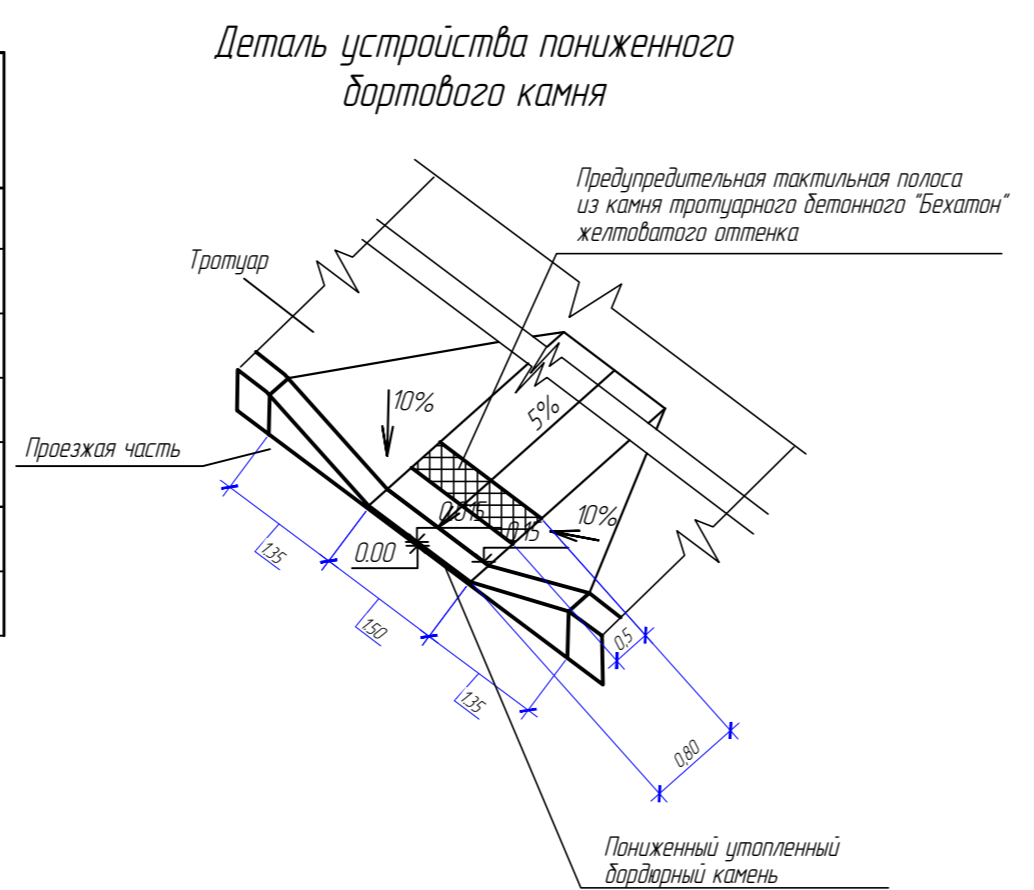 Деталь устройства пониженного
бортового камня
Предупредительная тактильная полоса
из камня тротуарного бетонного "Бехатон"
желтоватого оттенка
Тротуар
10%
5%
Проезжая часть
0.015
0.15
10%
0.00
1.35
1.50
1.35
0,5
0,80
Пониженный утопленный
бордюрный камень